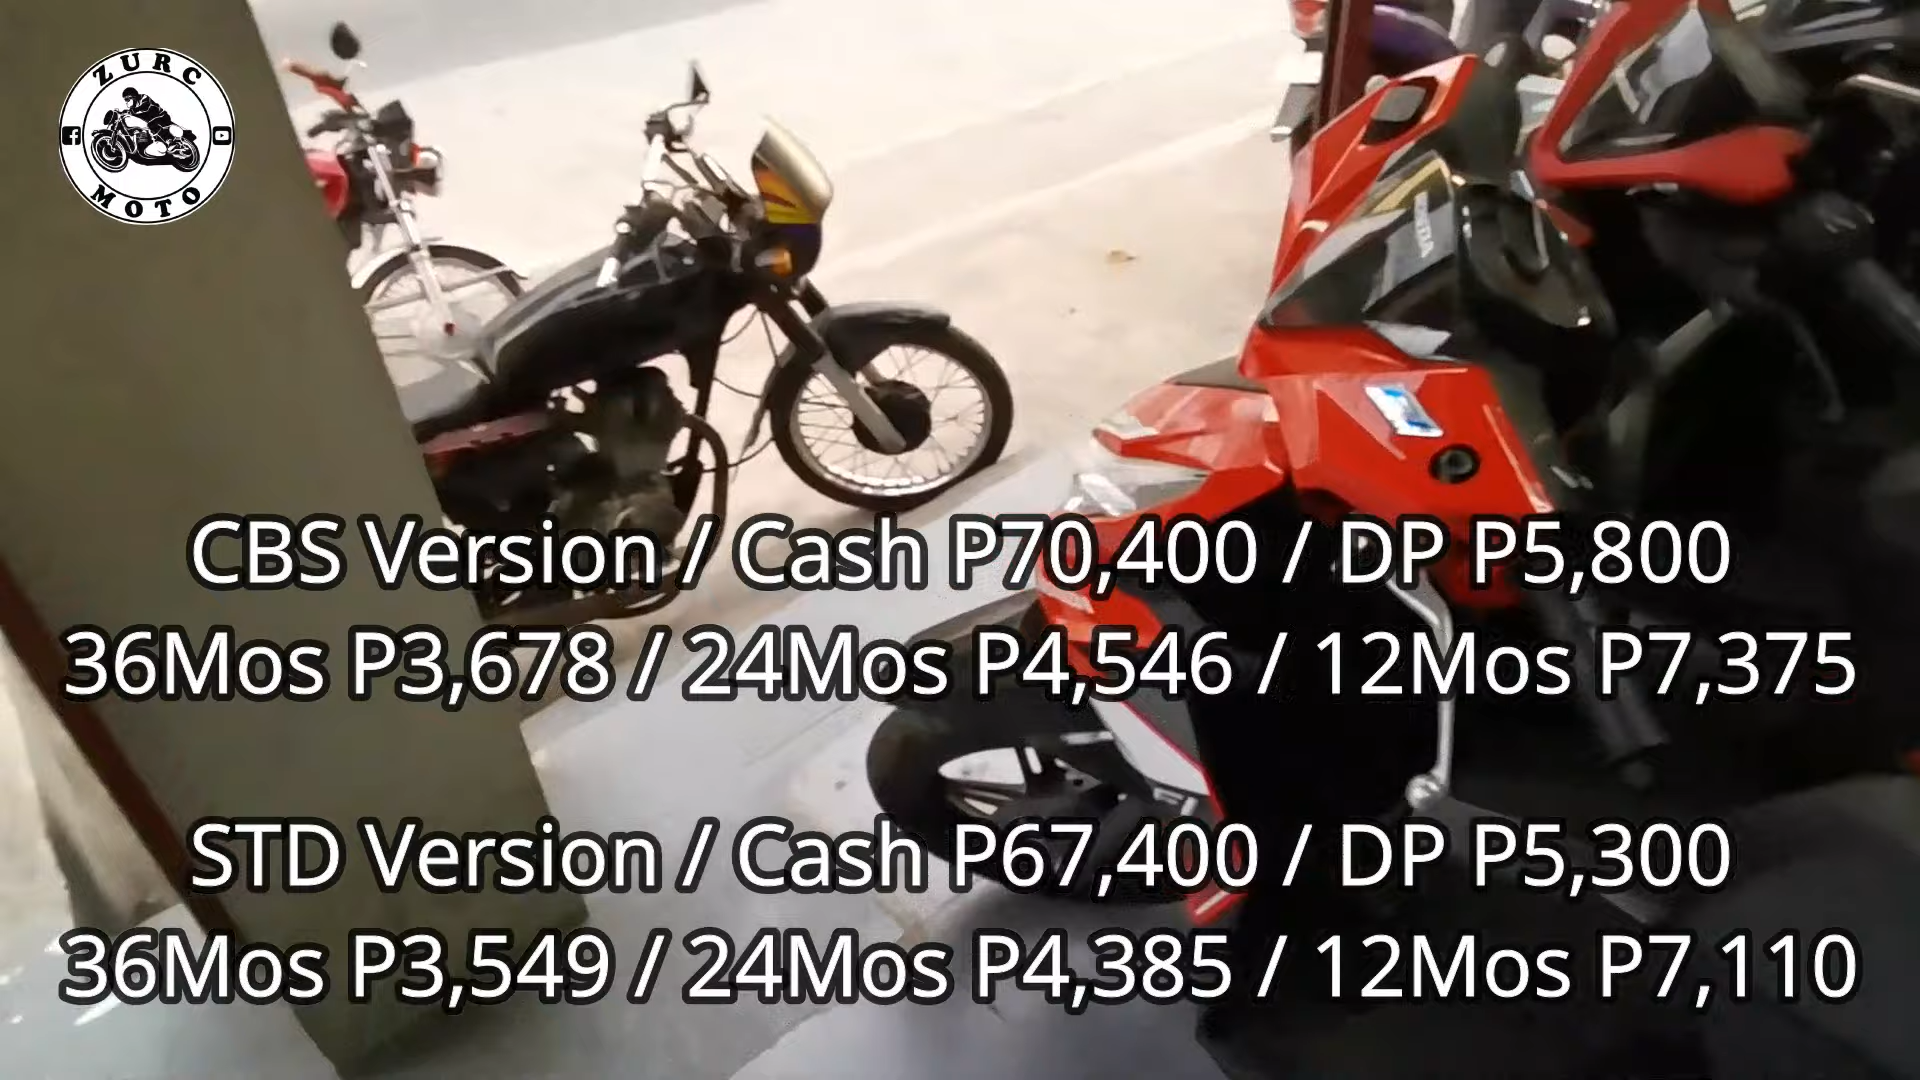 ZURC
MOTO
HONDA
CBS Version / Cash P70,400 / DP P5,800
36Mos P3,678 / 24Mos P4,546 / 12Mos P7,375
STD Version / Cash P67,400 / DP P5,300
36Mos P3,549 / 24Mos P4,385 / 12Mos P7,110